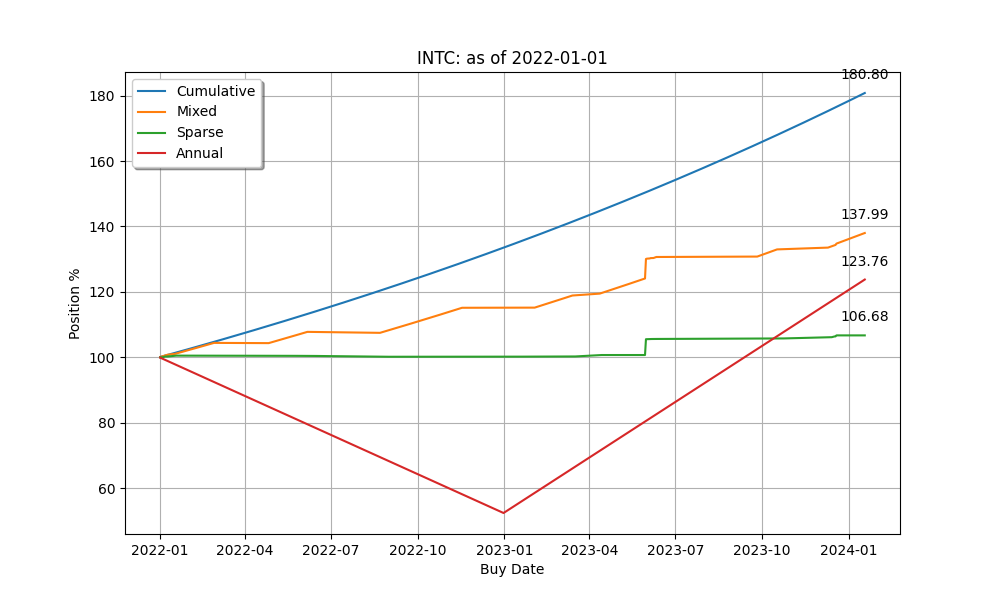 INTC: as of 2022-01-01
180.80
180
Cumulative
Mixed
Sparse
Annual
160
140
137.99
123.76
120
106.68
100
80
60
Position %
2022-01 2022-04 2022-07 2022-10 2023-01 2023-04 2023-07 2023-10 2024-01
Buy Date